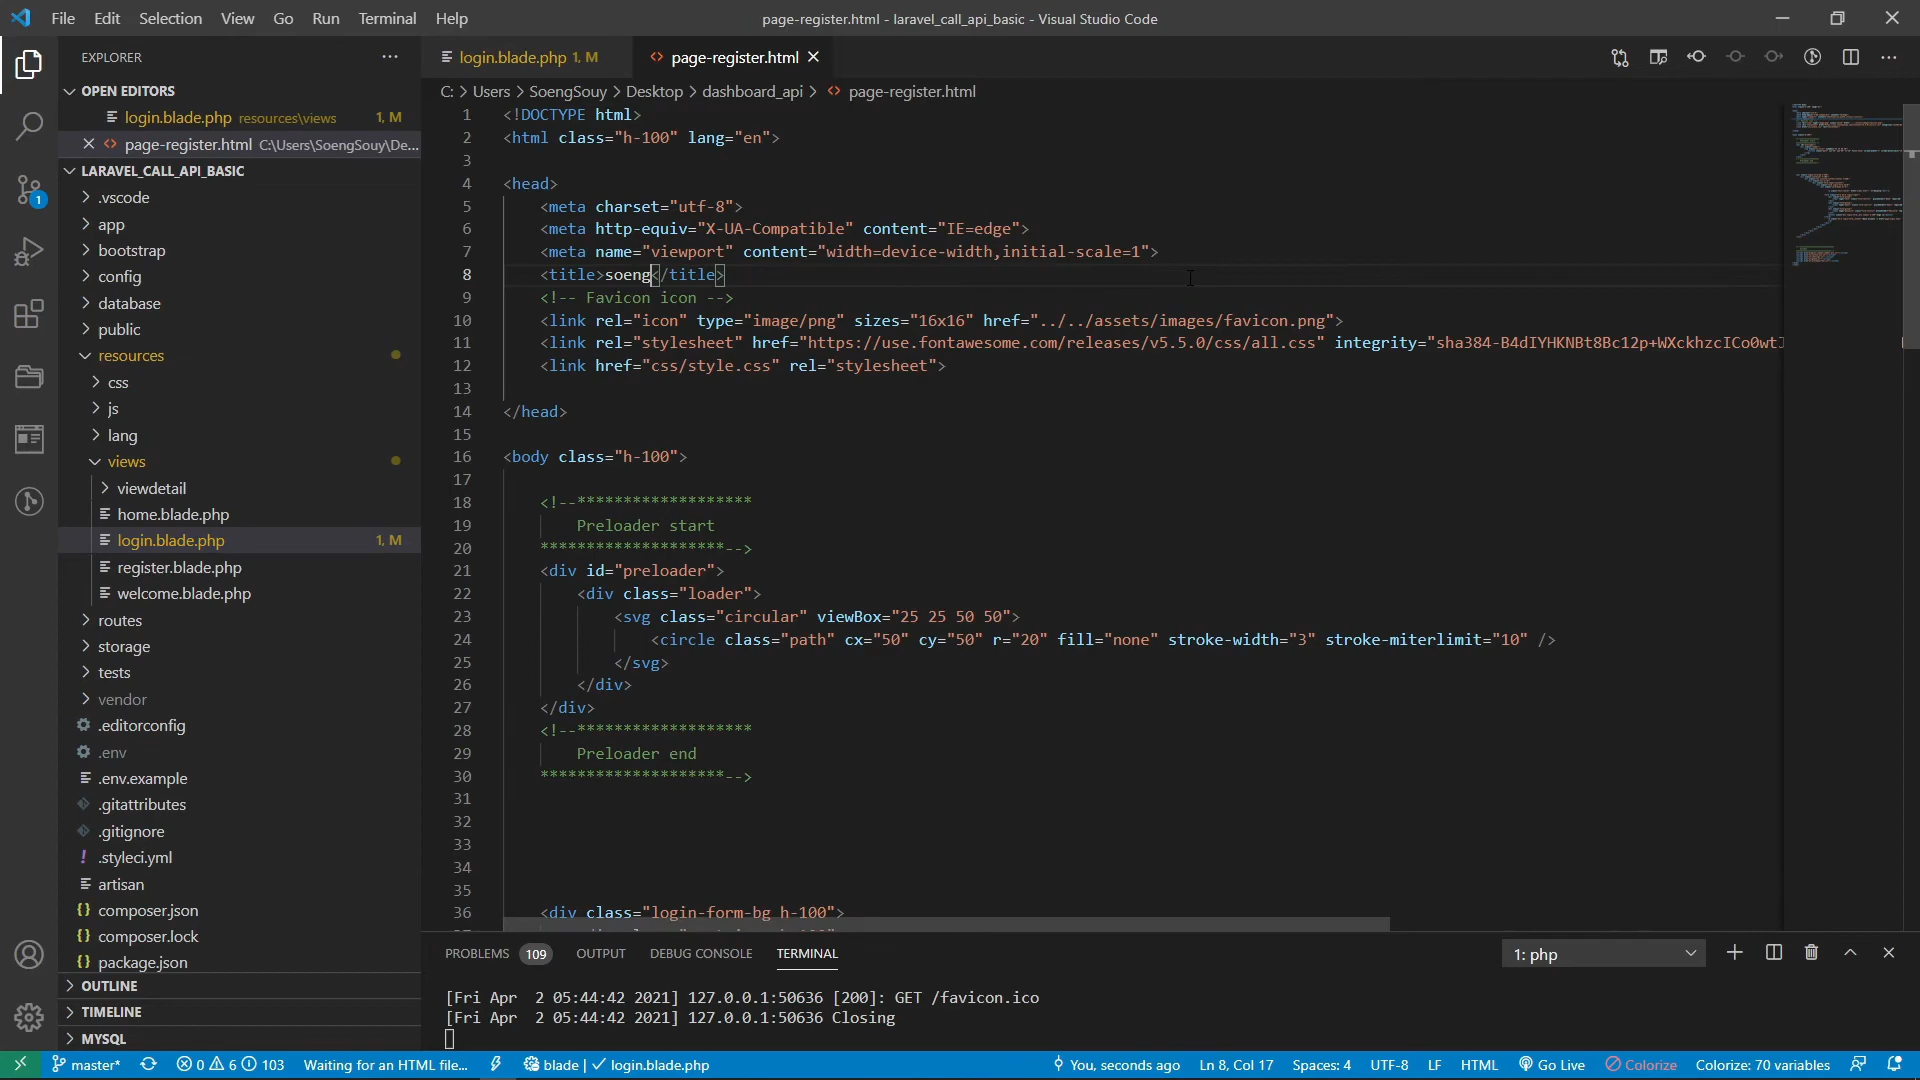 File Edit Selection View Go Run Terminal Help
page-register.html - laravel_call_api_basic - Visual Studio Code
EXPLORER
OPEN EDITORS
login.blade.php resources\views 1, M
page-register.html C:\Users\SoengSouy\De...
LARAVEL_CALL_API_BASIC
.vscode
app
bootstrap
config
database
public
resources
css
js
lang
views
viewdetail
home.blade.php
login.blade.php 1, M
register.blade.php
welcome.blade.php
routes
storage
tests
vendor
.editorconfig
.env
.env.example
.gitattributes
.gitignore
.styleci.yml
artisan
composer.json
composer.lock
package.json
OUTLINE
TIMELINE
MYSQL
login.blade.php 1, M
page-register.html
C: > Users > SoengSouy > Desktop > dashboard_api > page-register.html
1 <!DOCTYPE html>
2 <html class="h-100" lang="en">
3
4 <head>
5 <meta charset="utf-8">
6 <meta http-equiv="X-UA-Compatible" content="IE=edge">
7 <meta name="viewport" content="width=device-width,initial-scale=1">
8 <title>soeng</title>
9 <!-- Favicon icon -->
10 <link rel="icon" type="image/png" sizes="16x16" href="../../assets/images/favicon.png">
11 <link rel="stylesheet" href="https://use.fontawesome.com/releases/v5.5.0/css/all.css" integrity="sha384-B4dIYHKNBt8Bc12p+WXckhzcICo0wtJ
12 <link href="css/style.css" rel="stylesheet">
13
14 </head>
15
16 <body class="h-100">
17
18 <!--*******************
19 Preloader start
20 ********************-->
21 <div id="preloader">
22 <div class="loader">
23 <svg class="circular" viewBox="25 25 50 50">
24 <circle class="path" cx="50" cy="50" r="20" fill="none" stroke-width="3" stroke-miterlimit="10" />
25 </svg>
26 </div>
27 </div>
28 <!--*******************
29 Preloader end
30 ********************-->
31
32
33
34
35
36 <div class="login-form-bg h-100">
PROBLEMS 109 OUTPUT DEBUG CONSOLE TERMINAL
1: php
[Fri Apr 2 05:44:42 2021] 127.0.0.1:50636 [200]: GET /favicon.ico
[Fri Apr 2 05:44:42 2021] 127.0.0.1:50636 Closing
1
master* 0 6 103 Waiting for an HTML file... blade | ✓ login.blade.php You, seconds ago Ln 8, Col 17 Spaces: 4 UTF-8 LF HTML Go Live Colorize Colorize: 70 variables